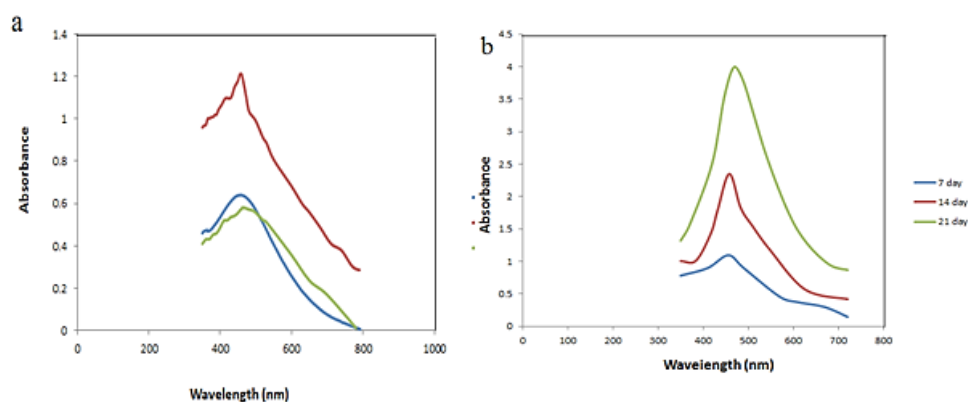 a
Absorbance
1.4
1.2
1
0.8
0.6
0.4
0.2
0
0 200 400 600 800 1000
Wavelength (nm)
b
Absorbanoe
4.5
4
3.5
3
2.5
2
1.5
1
0.5
0
0 100 200 300 400 500 600 700 800
Waveiength (nm)
7 day
14 day
21 day